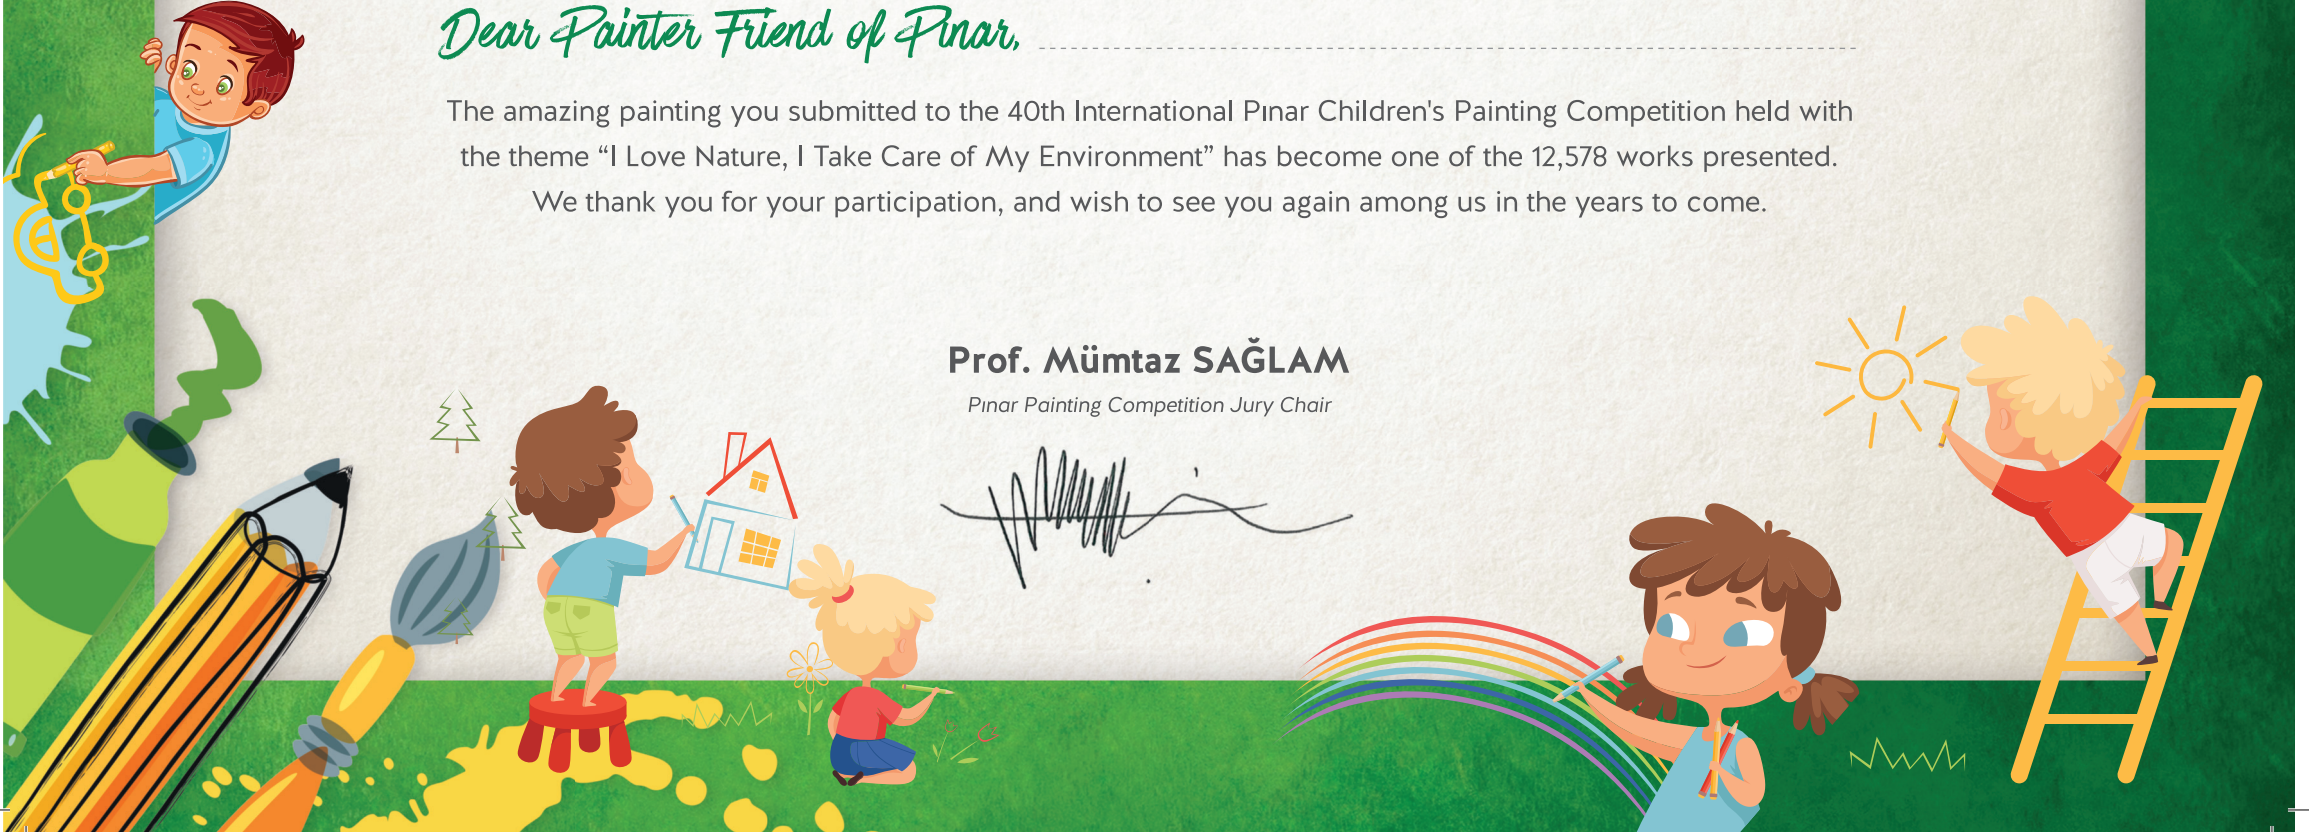 Dear Painter Friend of Pınar,
The amazing painting you submitted to the 40th International Pınar Children's Painting Competition held with
the theme “I Love Nature, I Take Care of My Environment” has become one of the 12,578 works presented.
We thank you for your participation, and wish to see you again among us in the years to come.
Prof. Mümtaz SAĞLAM
Pınar Painting Competition Jury Chair